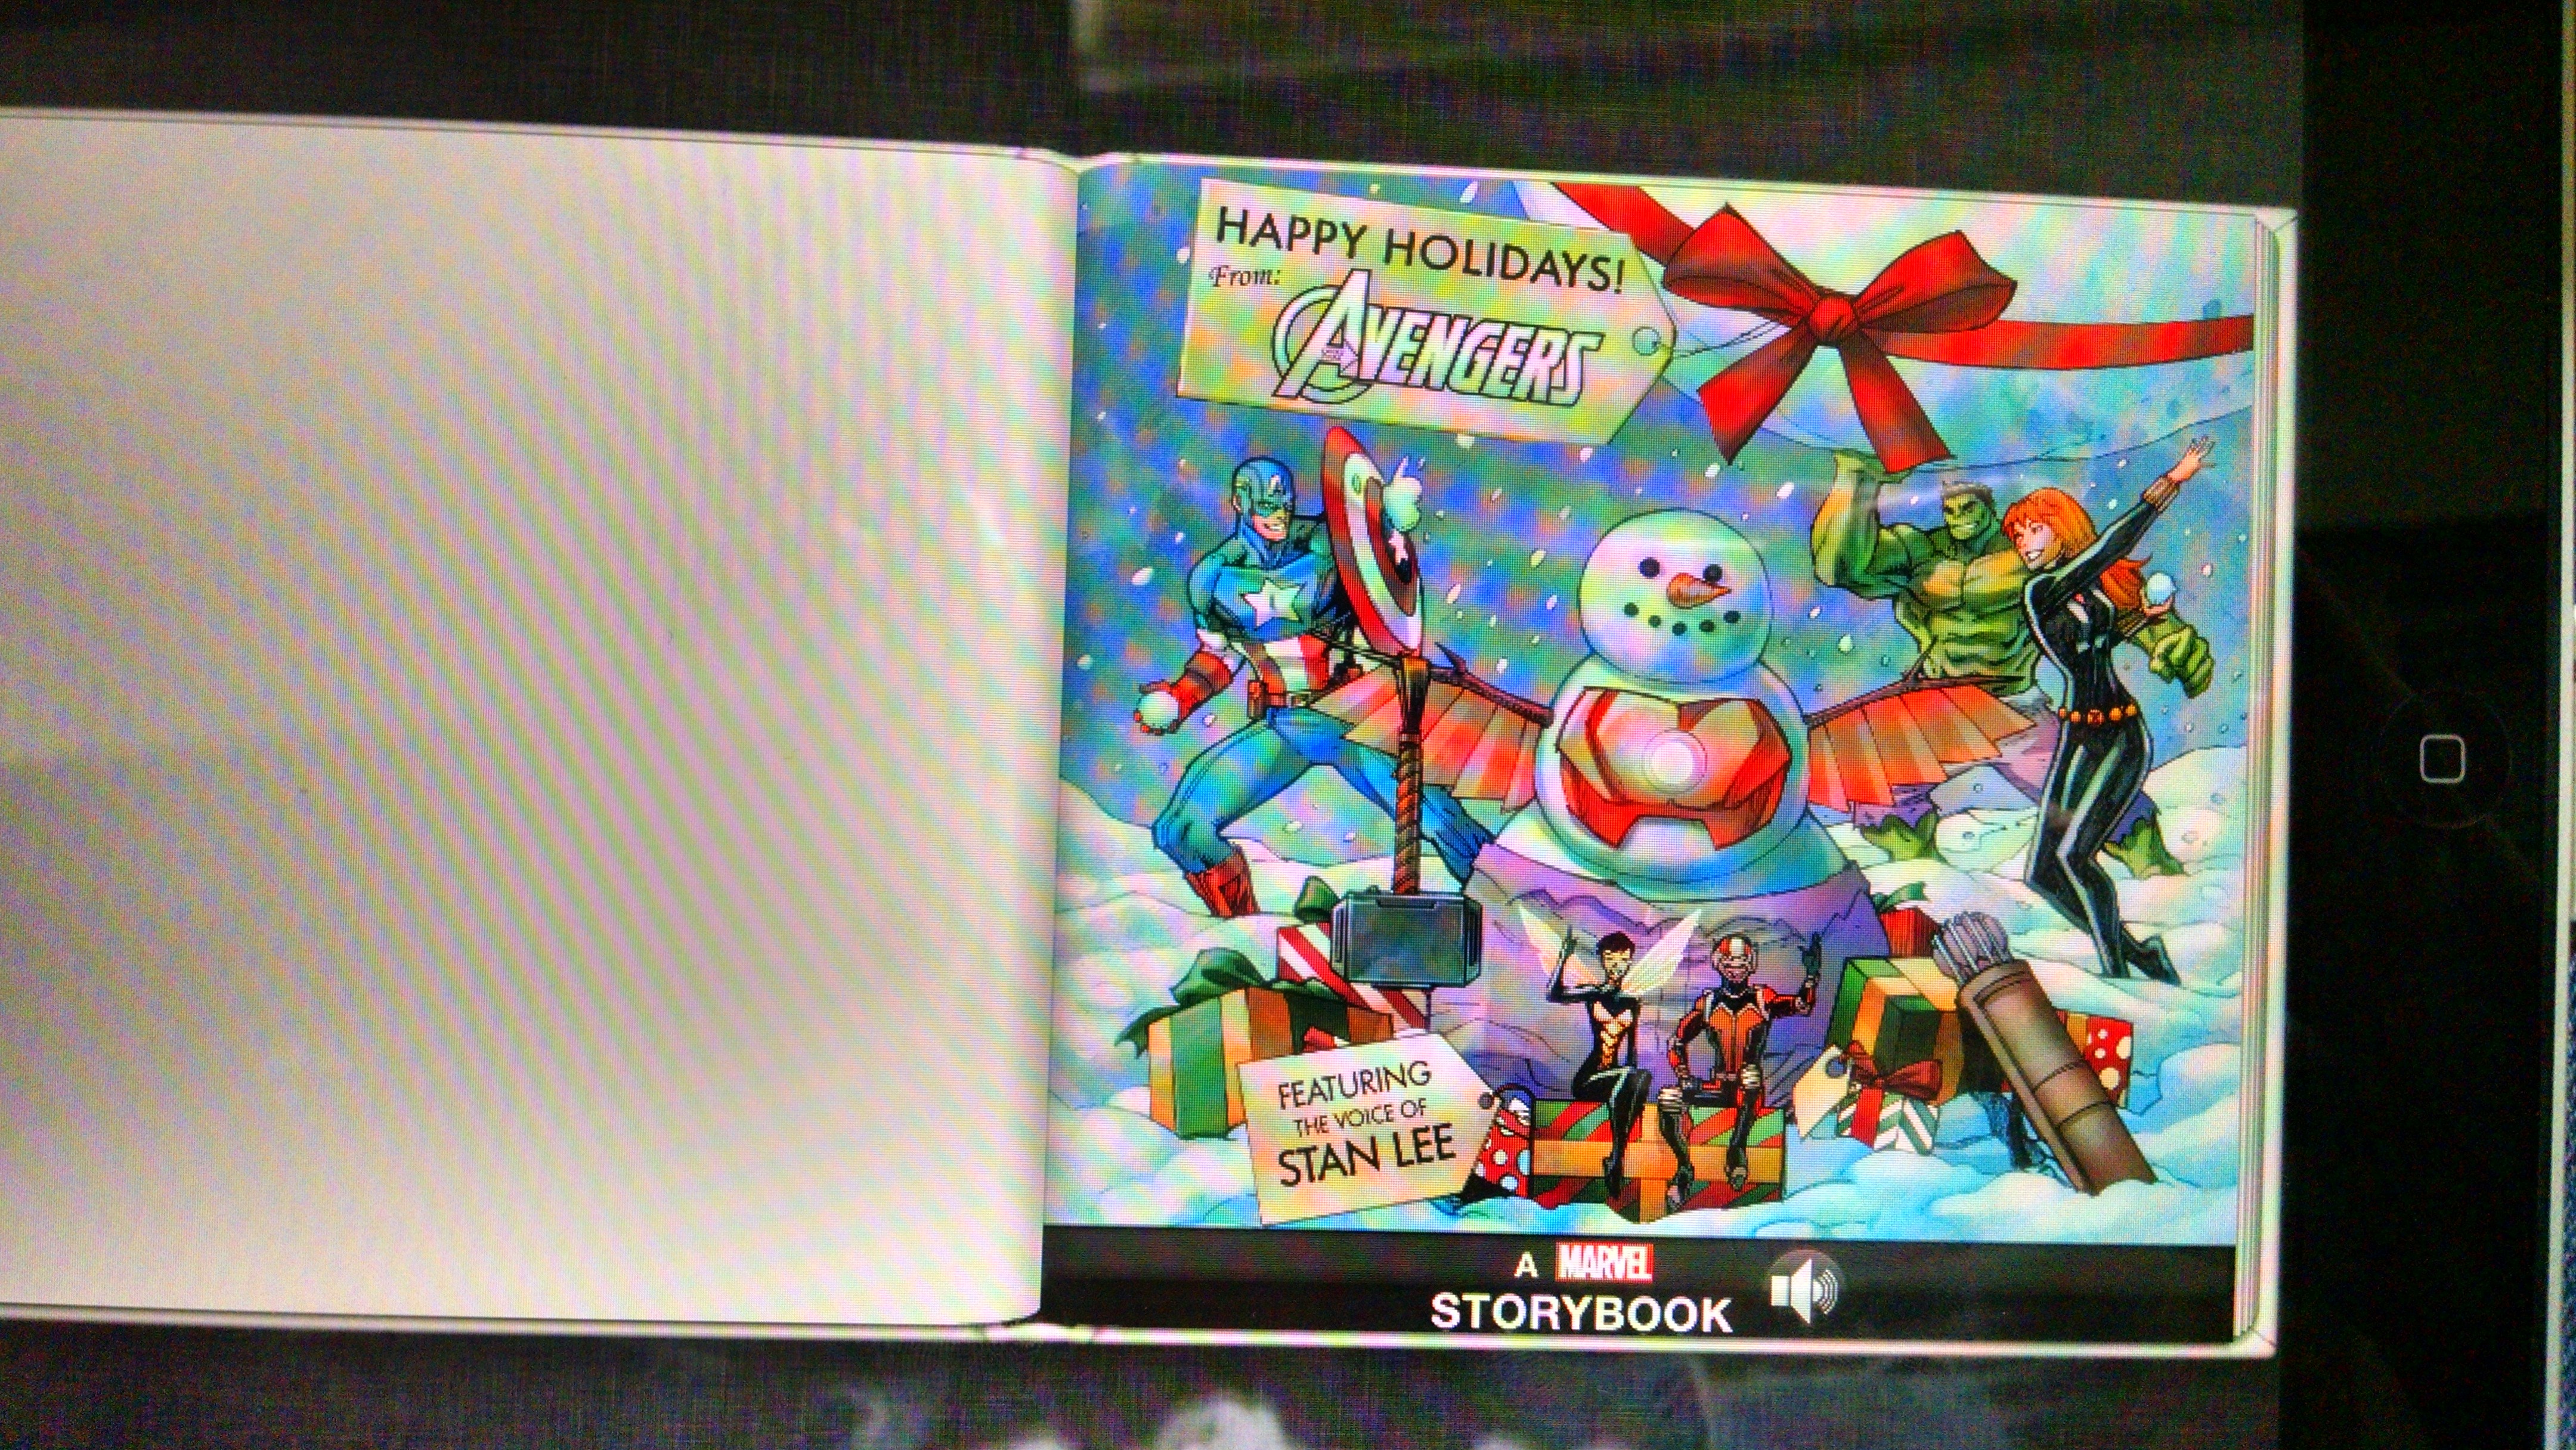 HAPPY HOLIDAYS!
From:
AVENGERS
FEATURING
THE VOICE OF
STAN LEE
A MARVEL
STORYBOOK